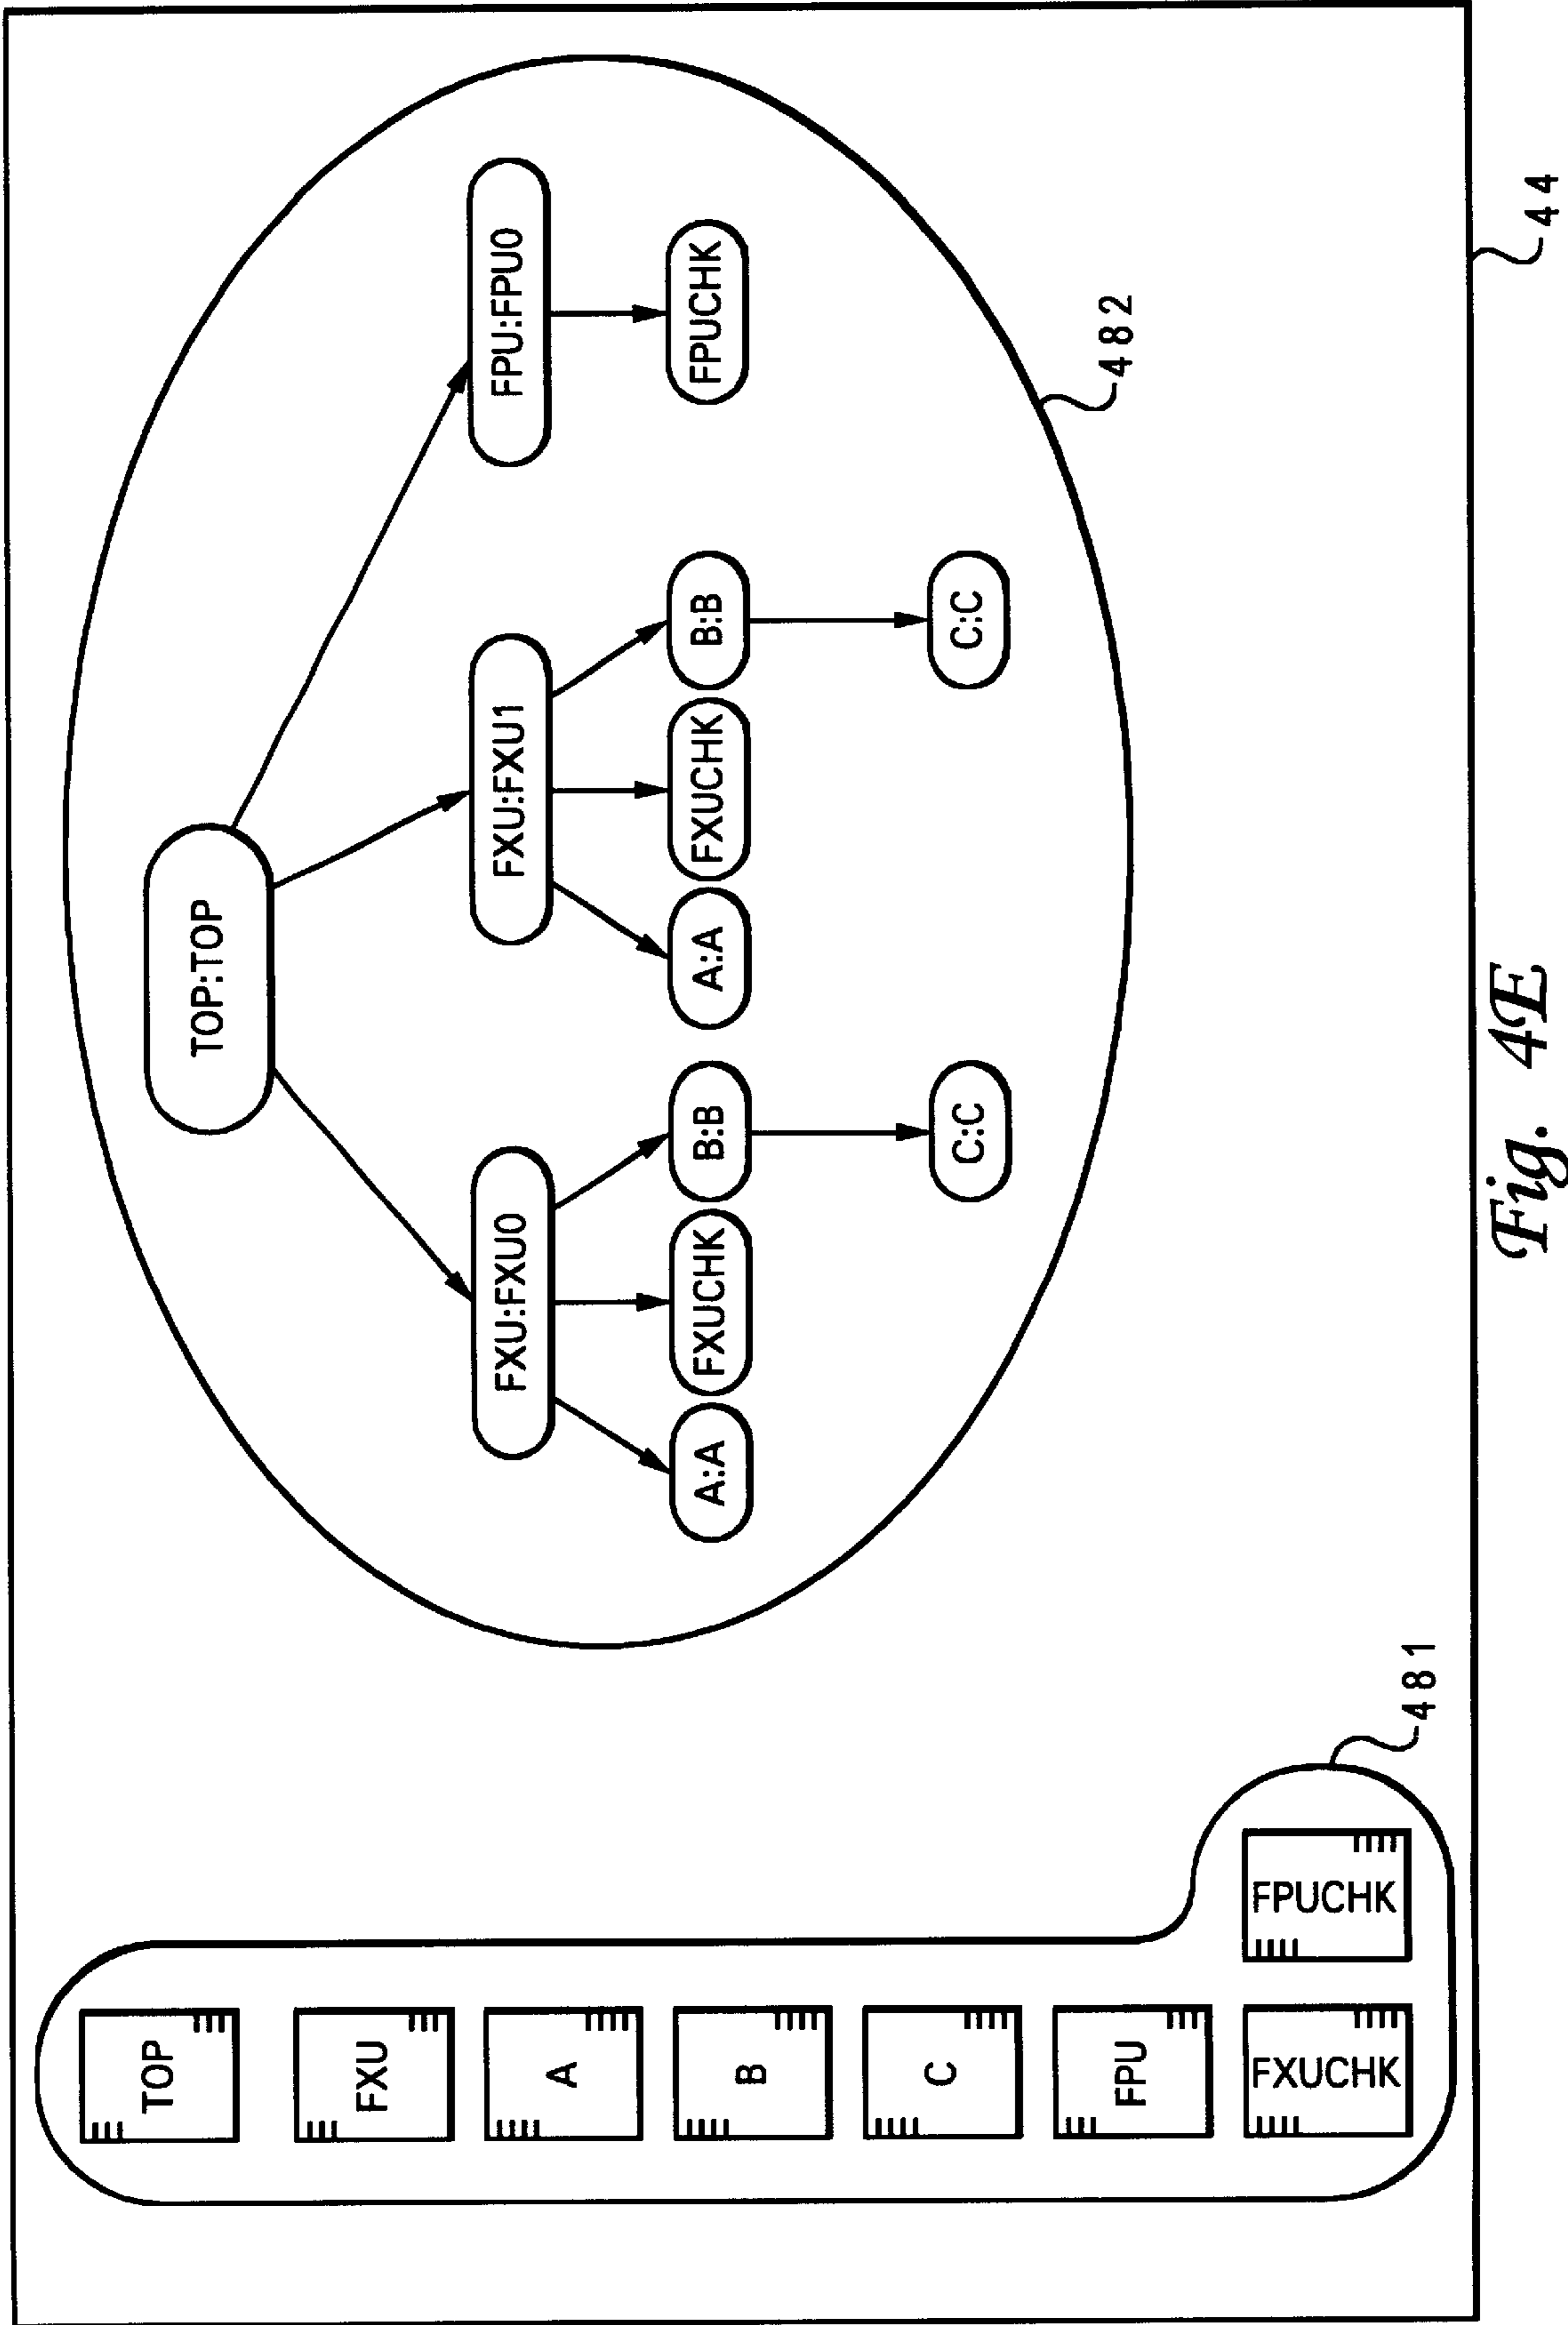 TOP
FXU
A
B
C
FPU
FXUCHK
FPUCHK
481
TOP:TOP
FXU:FXU0
FXU:FXU1
FPU:FPU0
A:A
FXUCHK
B:B
A:A
FXUCHK
B:B
FPUCHK
C:C
C:C
482
44
Fig. 4E